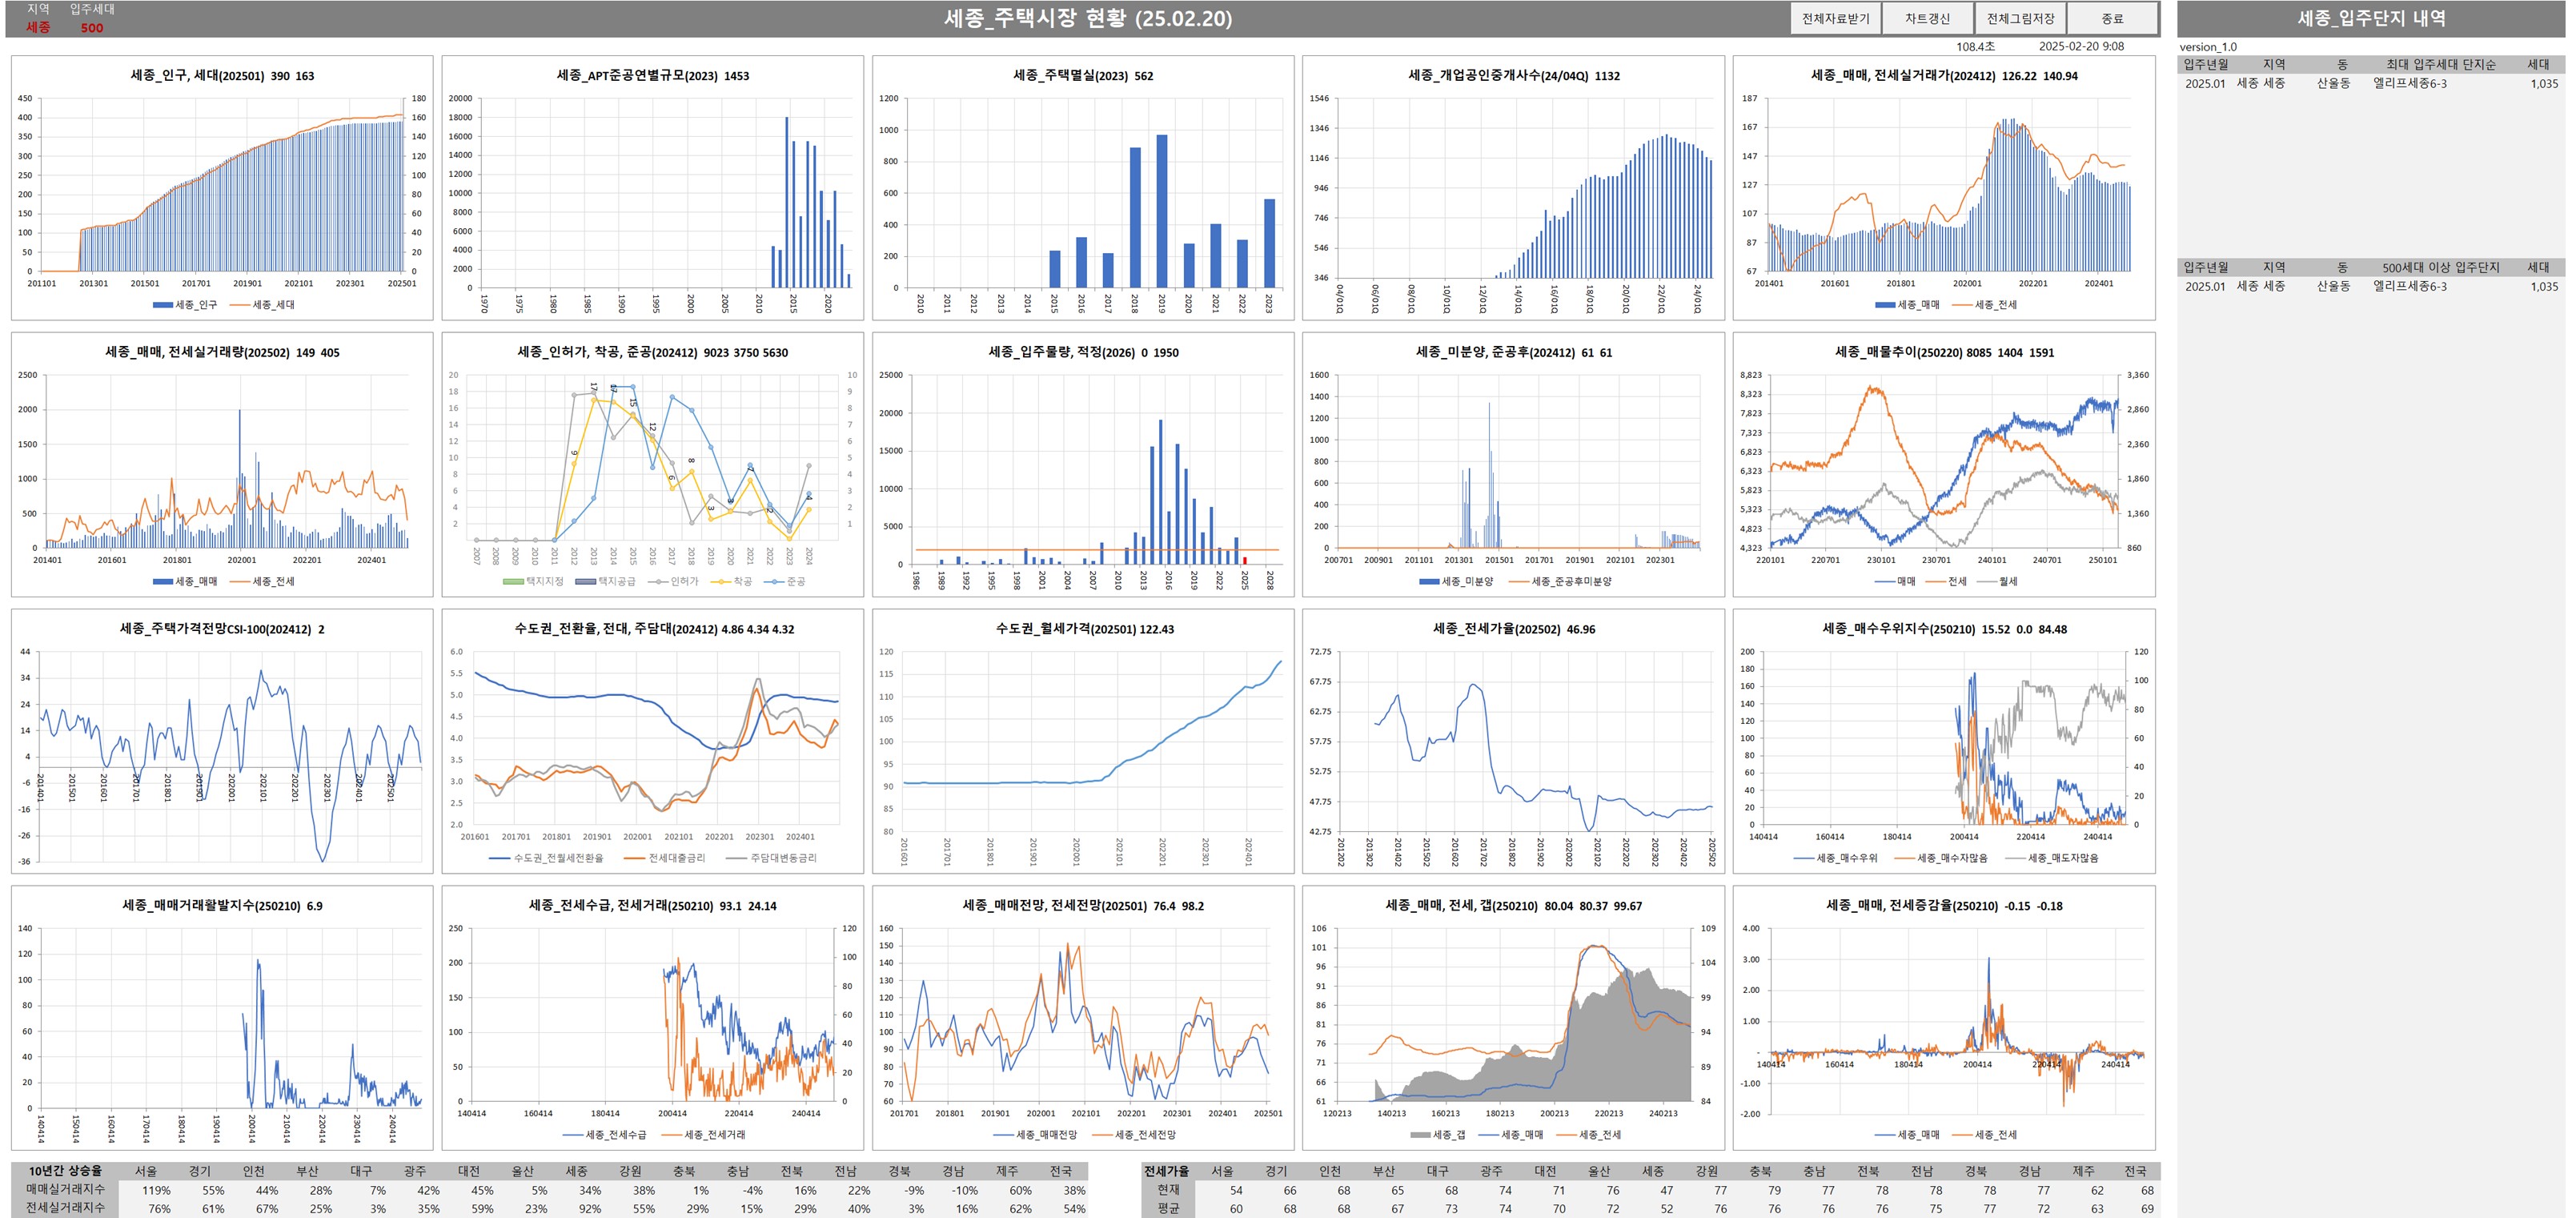 지역 입주세대
세종 500
세종_주택시장 현황 (25.02.20)
전체자료받기 차트갱신 전체그림저장 종료
108.4초 2025-02-20 9:08
세종_입주단지 내역
version_1.0
입주년월 지역 동 최대 입주세대 단지순 세대
2025.01 세종 세종 산울동 엘리프세종6-3 1,035
입주년월 지역 동 500세대 이상 입주단지 세대
2025.01 세종 세종 산울동 엘리프세종6-3 1,035
세종_인구, 세대(202501) 390 163
세종_인구 세종_세대
세종_APT준공연별규모(2023) 1453
세종_주택멸실(2023) 562
세종_개업공인중개사수(24/04Q) 1132
세종_매매, 전세실거래가(202412) 126.22 140.94
세종_매매 세종_전세
세종_매매, 전세실거래량(202502) 149 405
세종_매매 세종_전세
세종_인허가, 착공, 준공(202412) 9023 3750 5630
택지지정 택지공급 인허가 착공 준공
세종_입주물량, 적정(2026) 0 1950
세종_미분양, 준공후(202412) 61 61
세종_미분양 세종_준공후미분양
세종_매물추이(250220) 8085 1404 1591
매매 전세 월세
세종_주택가격전망CSI-100(202412) 2
수도권_전환율, 전대, 주담대(202412) 4.86 4.34 4.32
수도권_전월세전환율 전세대출금리 주담대변동금리
수도권_월세가격(202501) 122.43
세종_전세가율(202502) 46.96
세종_매수우위지수(250210) 15.52 0.0 84.48
세종_매수우위 세종_매수자많음 세종_매도자많음
세종_매매거래활발지수(250210) 6.9
세종_전세수급, 전세거래(250210) 93.1 24.14
세종_전세수급 세종_전세거래
세종_매매전망, 전세전망(202501) 76.4 98.2
세종_매매전망 세종_전세전망
세종_매매, 전세, 갭(250210) 80.04 80.37 99.67
세종_갭 세종_매매 세종_전세
세종_매매, 전세증감율(250210) -0.15 -0.18
세종_매매 세종_전세
10년간 상승율 서울 경기 인천 부산 대구 광주 대전 울산 세종 강원 충북 충남 전북 전남 경북 경남 제주 전국
매매실거래지수 119% 55% 44% 28% 7% 42% 45% 5% 34% 38% 1% -4% 16% 22% -9% -10% 60% 38%
전세실거래지수 76% 61% 67% 25% 3% 35% 59% 23% 92% 55% 29% 15% 29% 40% 3% 16% 62% 54%
전세가율 서울 경기 인천 부산 대구 광주 대전 울산 세종 강원 충북 충남 전북 전남 경북 경남 제주 전국
현재 54 66 68 65 68 74 71 76 47 77 79 77 78 78 78 77 62 68
평균 60 68 68 67 73 74 70 72 52 76 76 76 76 75 77 72 63 69